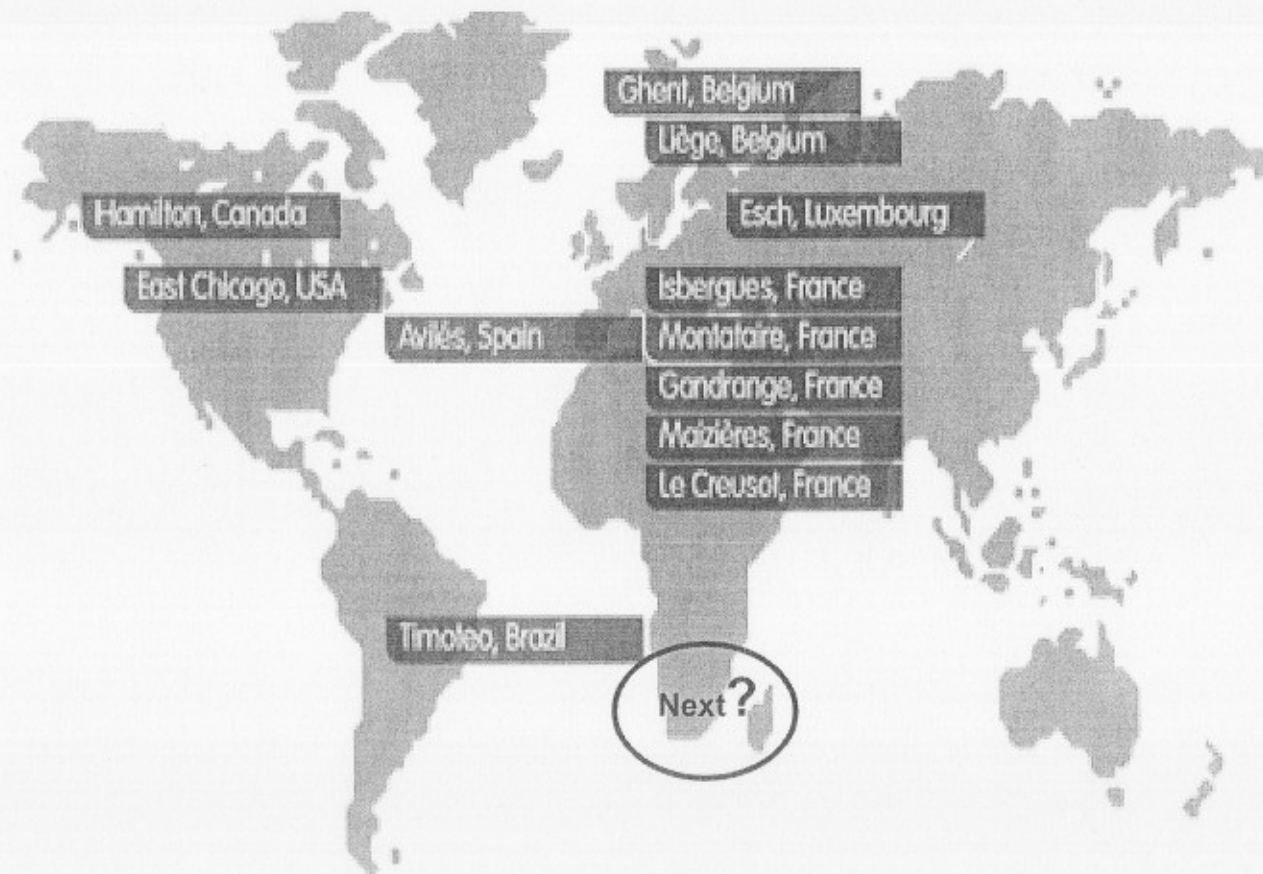 Ghent, Belgium
Liège, Belgium
Hamilton, Canada
Esch, Luxembourg
East Chicago, USA
Isbergues, France
Avilès, Spain
Montataire, France
Gandrange, France
Maizières, France
Le Creusot, France
Timoteo, Brazil
Next?